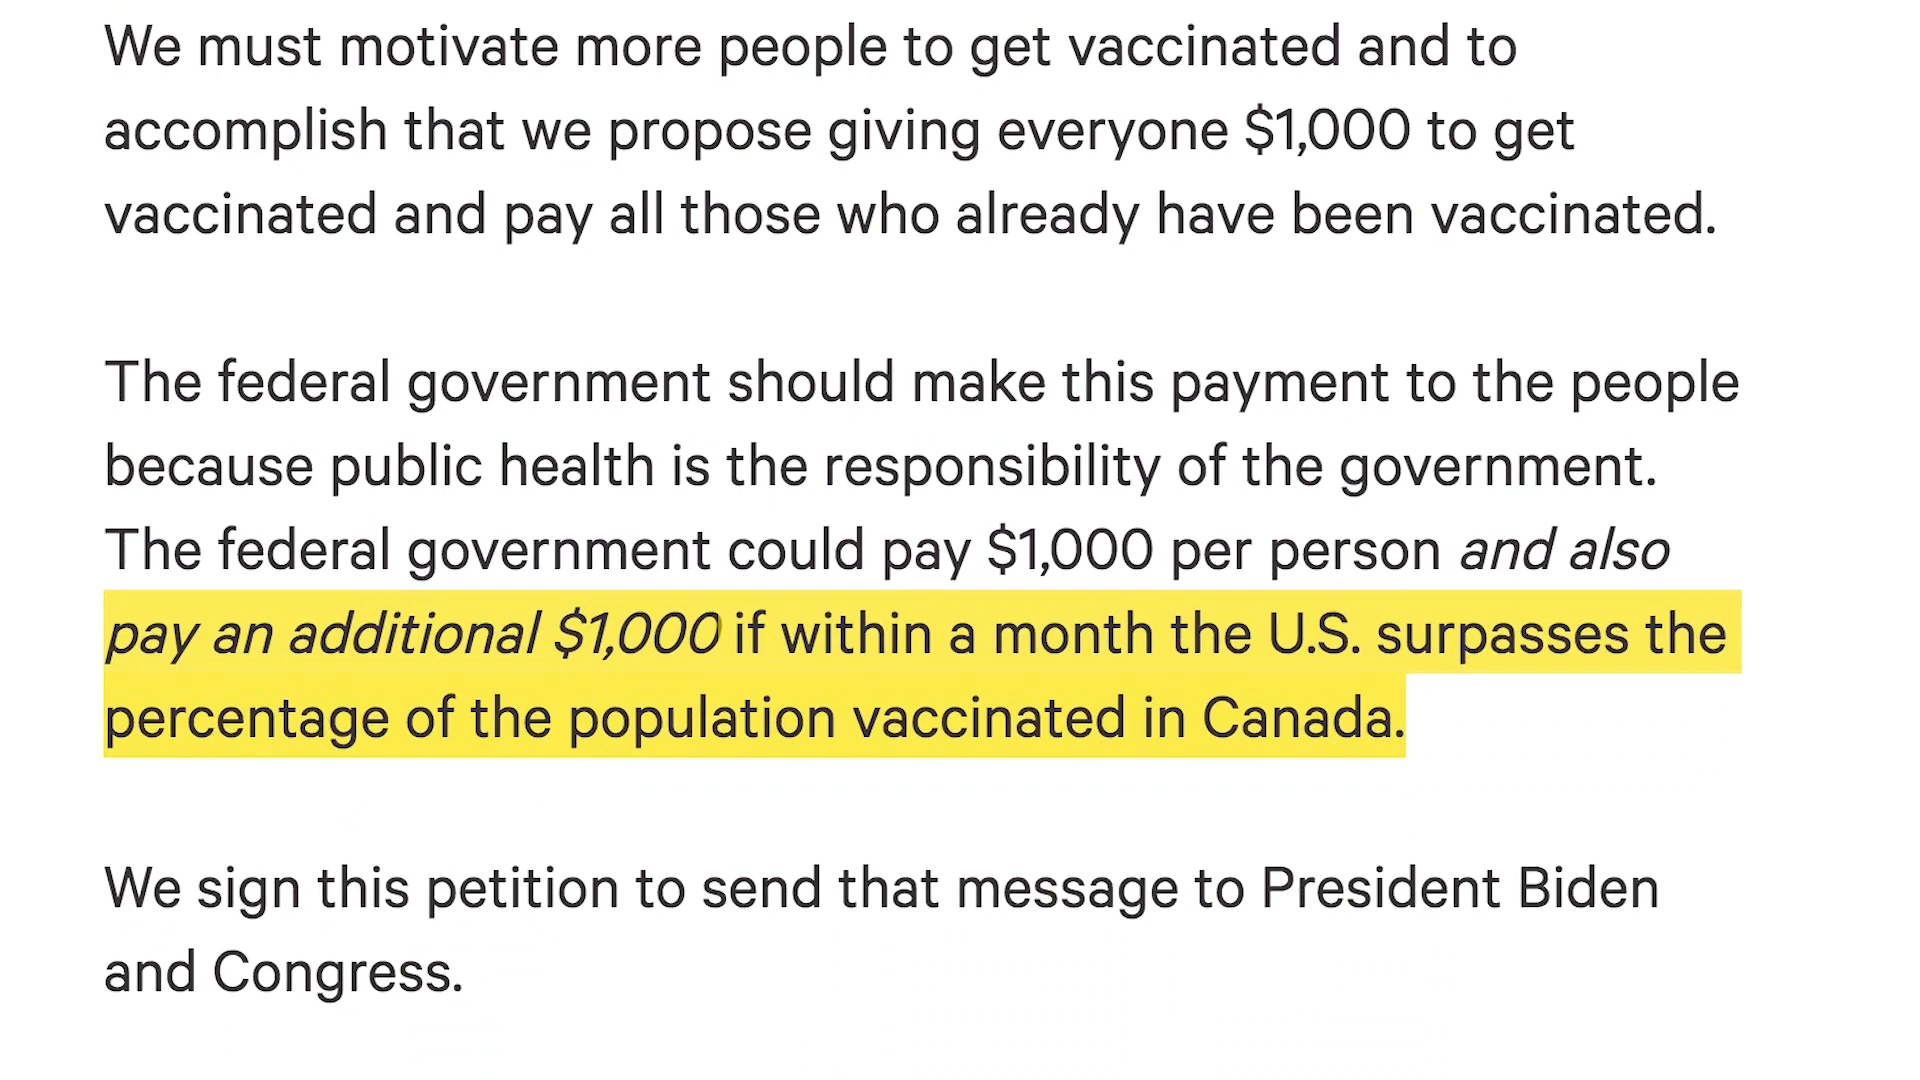 We must motivate more people to get vaccinated and to
accomplish that we propose giving everyone $1,000 to get
vaccinated and pay all those who already have been vaccinated.
The federal government should make this payment to the people
because public health is the responsibility of the government.
The federal government could pay $1,000 per person and also
pay an additional $1,000 if within a month the U.S. surpasses the
percentage of the population vaccinated in Canada.
We sign this petition to send that message to President Biden
and Congress.